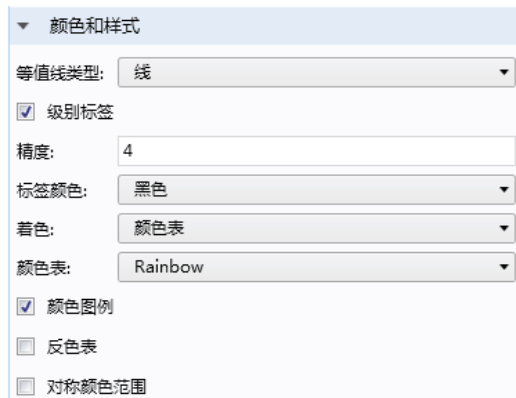 颜色和样式
等值线类型: 线
级别标签
精度: 4
标签颜色: 黑色
着色: 颜色表
颜色表: Rainbow
颜色图例
反色表
对称颜色范围